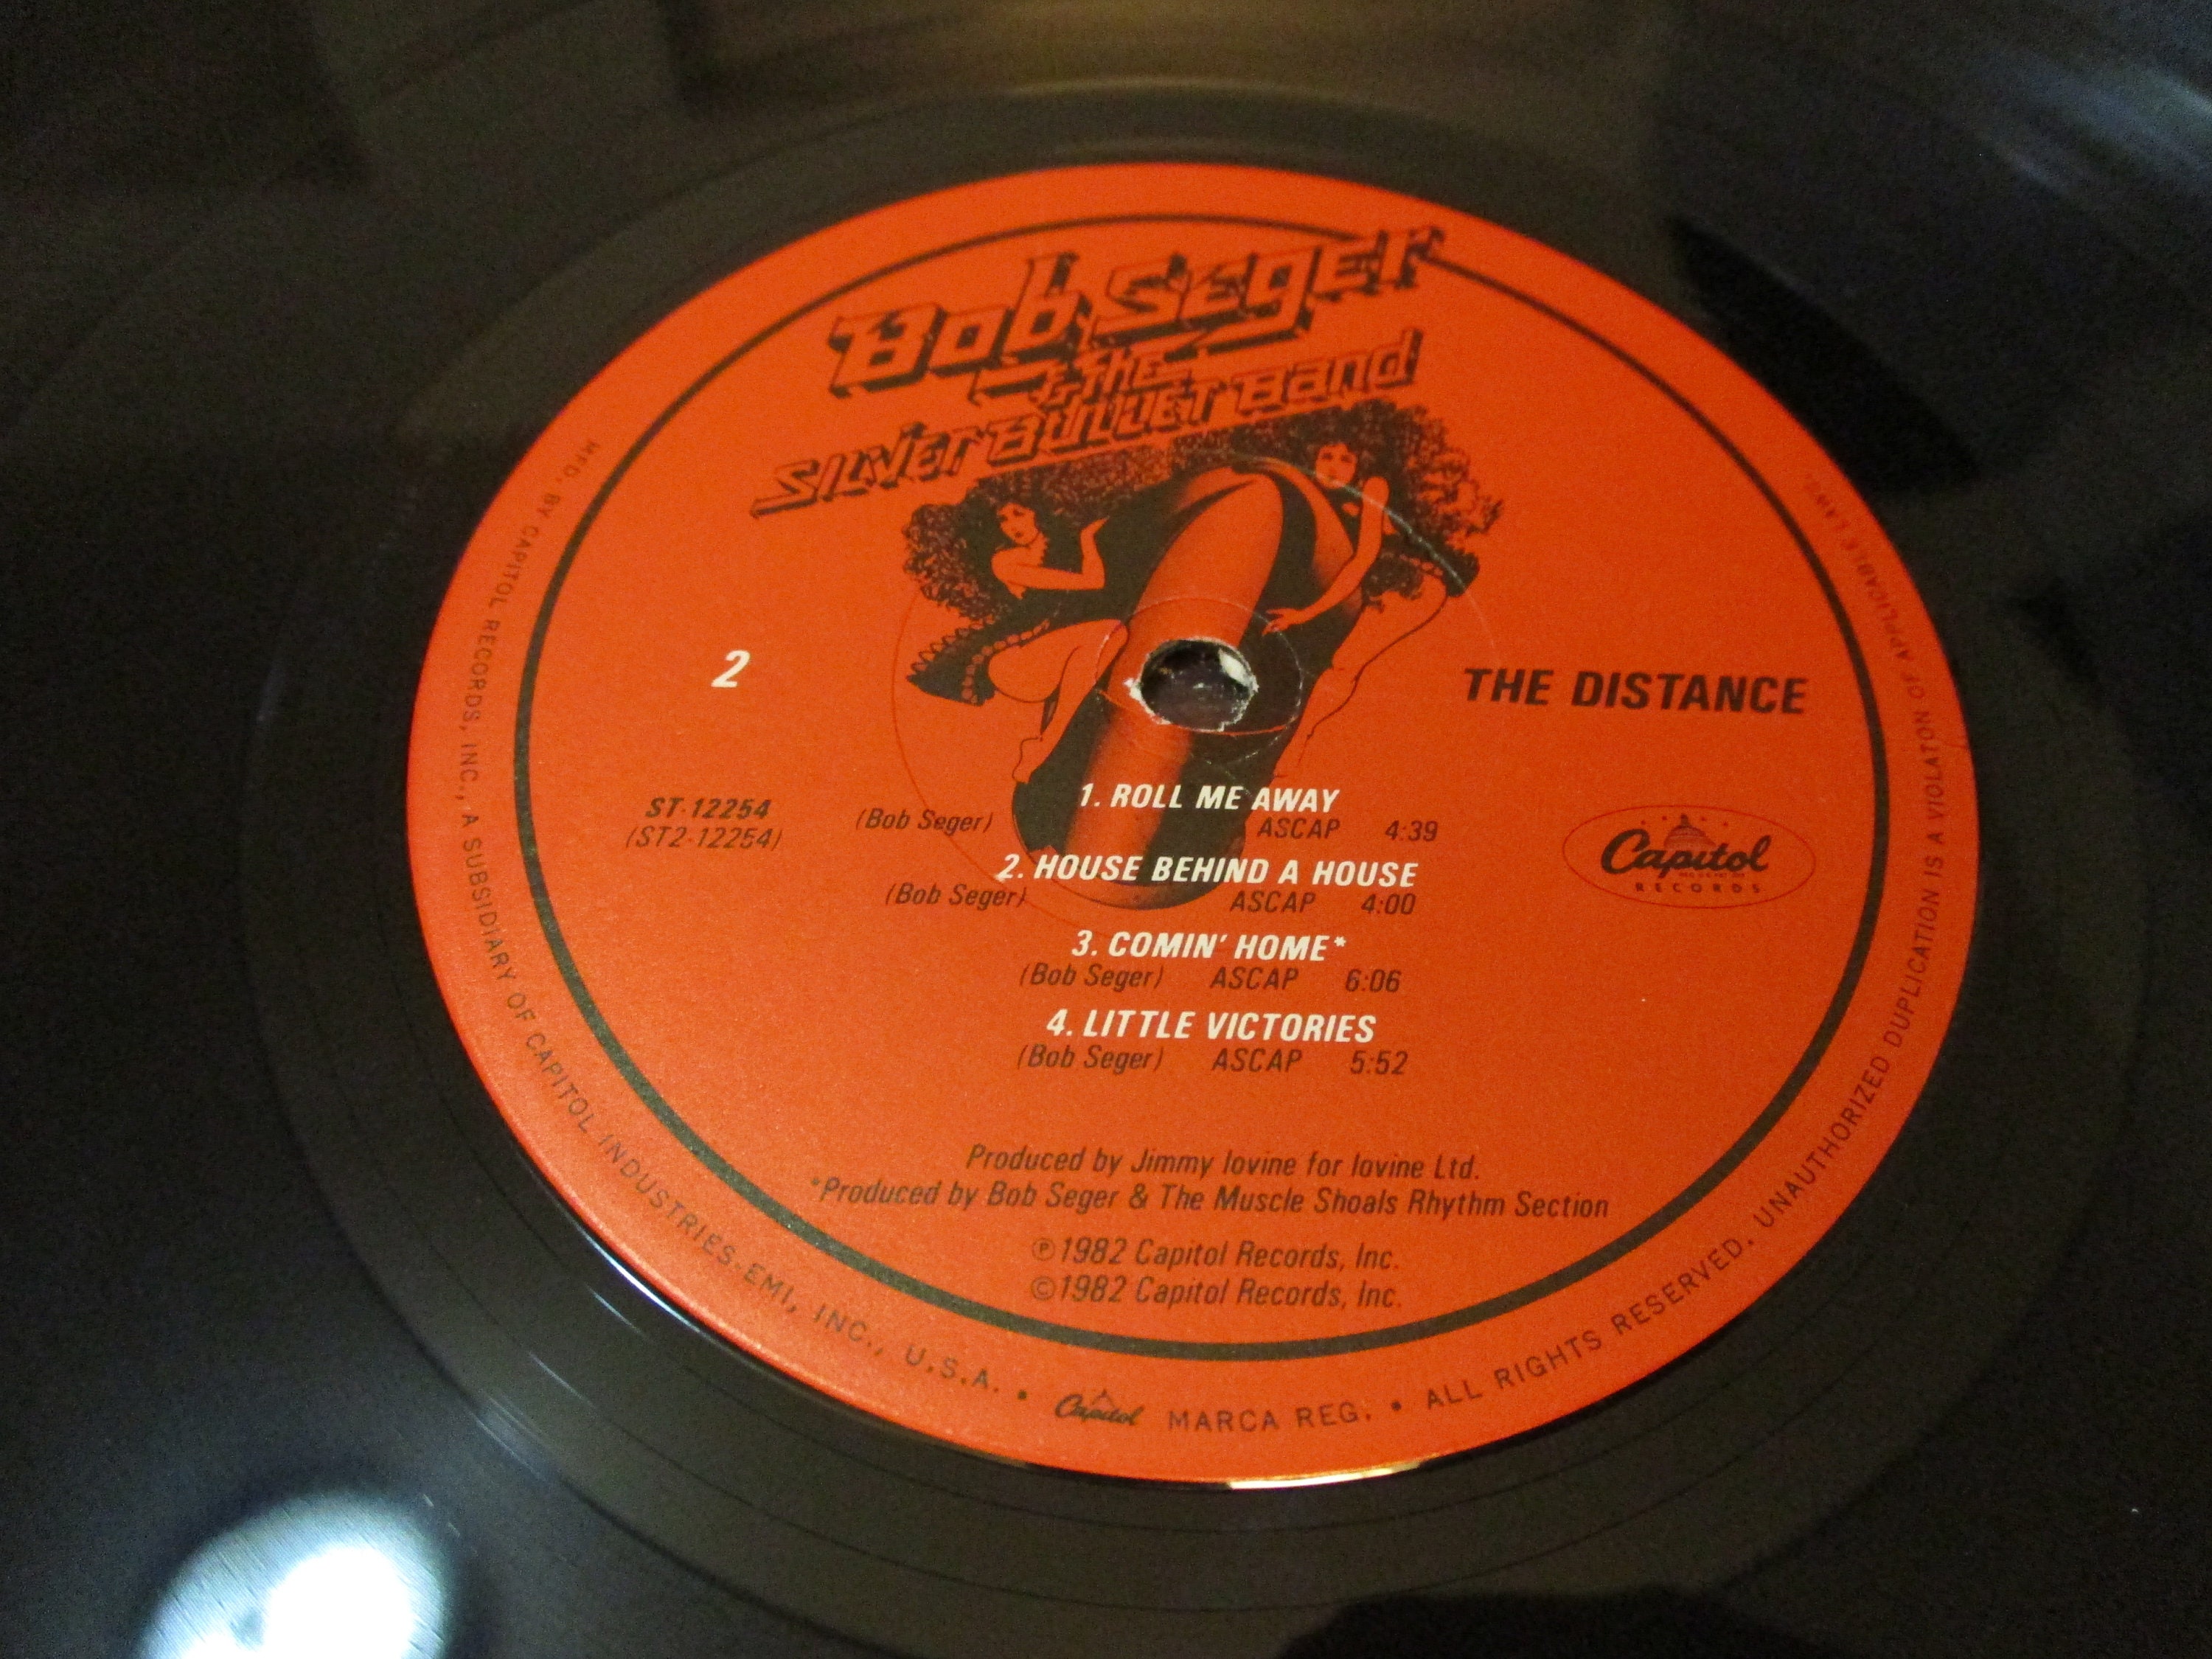 Bob Seger
& the
Silver Bullet Band
2
THE DISTANCE
ST-12254
(ST2-12254)
1. ROLL ME AWAY
(Bob Seger) ASCAP 4:39
2. HOUSE BEHIND A HOUSE
(Bob Seger) ASCAP 4:00
3. COMIN' HOME*
(Bob Seger) ASCAP 6:06
4. LITTLE VICTORIES
(Bob Seger) ASCAP 5:52
Capitol
RECORDS
Produced by Jimmy Iovine for Iovine Ltd.
*Produced by Bob Seger & The Muscle Shoals Rhythm Section
℗1982 Capitol Records, Inc.
©1982 Capitol Records, Inc.
MFD. BY CAPITOL RECORDS, INC., A SUBSIDIARY OF CAPITOL INDUSTRIES-EMI, INC., U.S.A. • Capitol MARCA REG. • ALL RIGHTS RESERVED. UNAUTHORIZED DUPLICATION IS A VIOLATON OF APPLICABLE LAWS.